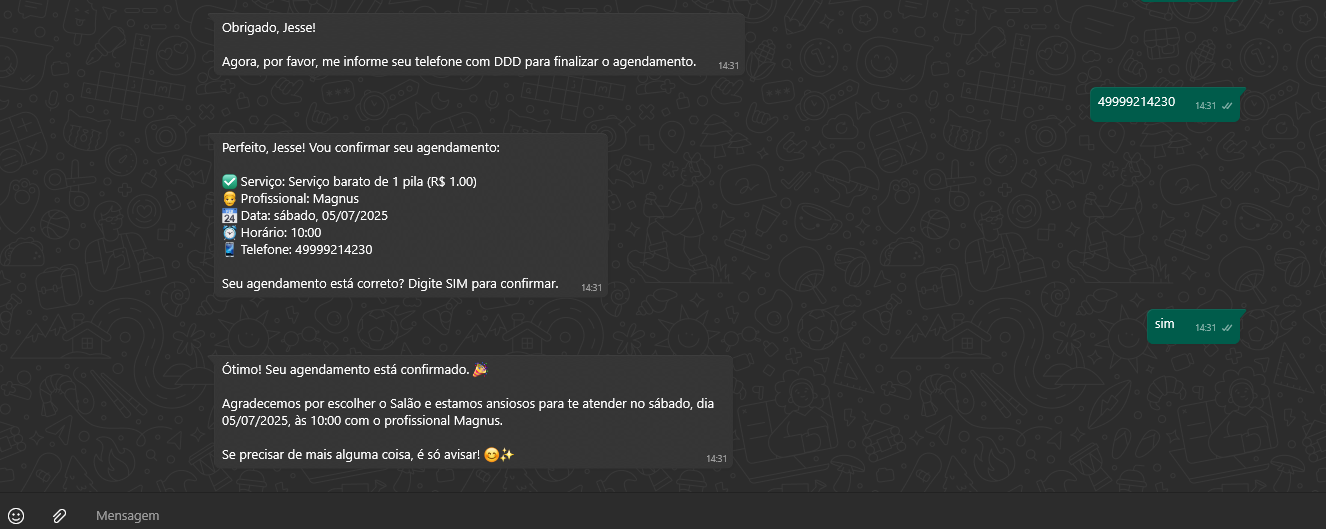 Obrigado, Jesse!
Agora, por favor, me informe seu telefone com DDD para finalizar o agendamento.
14:31
49999214230
14:31
Perfeito, Jesse! Vou confirmar seu agendamento:
✅ Serviço: Serviço barato de 1 pila (R$ 1.00)
👨 Profissional: Magnus
📅 Data: sábado, 05/07/2025
⏰ Horário: 10:00
📱 Telefone: 49999214230
Seu agendamento está correto? Digite SIM para confirmar.
14:31
sim
14:31
Ótimo! Seu agendamento está confirmado. 🎉
Agradecemos por escolher o Salão e estamos ansiosos para te atender no sábado, dia
05/07/2025, às 10:00 com o profissional Magnus.
Se precisar de mais alguma coisa, é só avisar! 😊✨
14:31
Mensagem